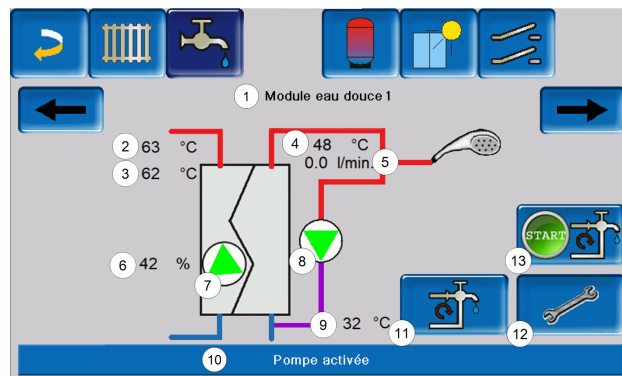 1 Module eau douce 1
2 63 °C
4 48 °C
3 62 °C
0.0 l/min. 5
6 42 %
7
8
START
13
9 32 °C
11
12
10 Pompe activée